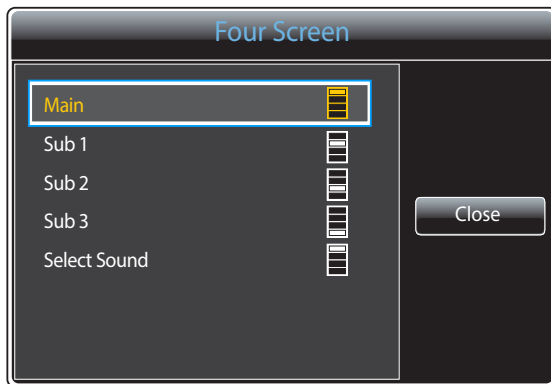 Four Screen
Main
Sub 1
Sub 2
Sub 3
Select Sound
Close